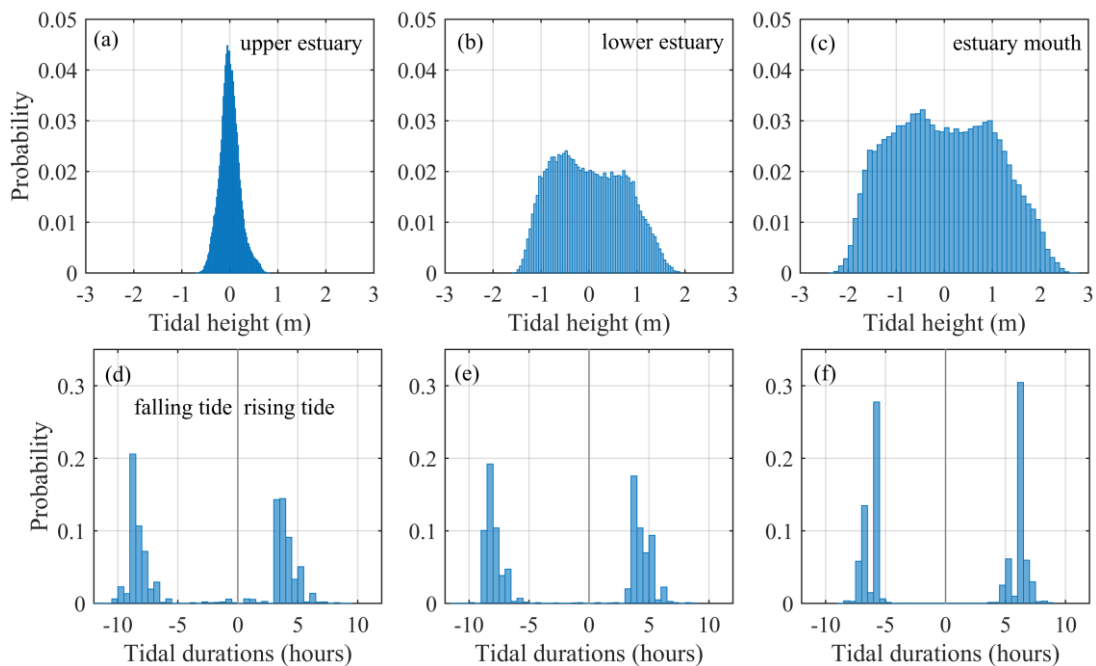 (a) upper estuary
0.05
0.04
0.03
0.02
0.01
0
Probability
-3 -2 -1 0 1 2 3
Tidal height (m)
(b) lower estuary
0.05
0.04
0.03
0.02
0.01
0
-3 -2 -1 0 1 2 3
Tidal height (m)
(c) estuary mouth
0.05
0.04
0.03
0.02
0.01
0
-3 -2 -1 0 1 2 3
Tidal height (m)
(d)
falling tide rising tide
0.3
0.2
0.1
0
Probability
-10 -5 0 5 10
Tidal durations (hours)
(e)
0.3
0.2
0.1
0
-10 -5 0 5 10
Tidal durations (hours)
(f)
0.3
0.2
0.1
0
-10 -5 0 5 10
Tidal durations (hours)